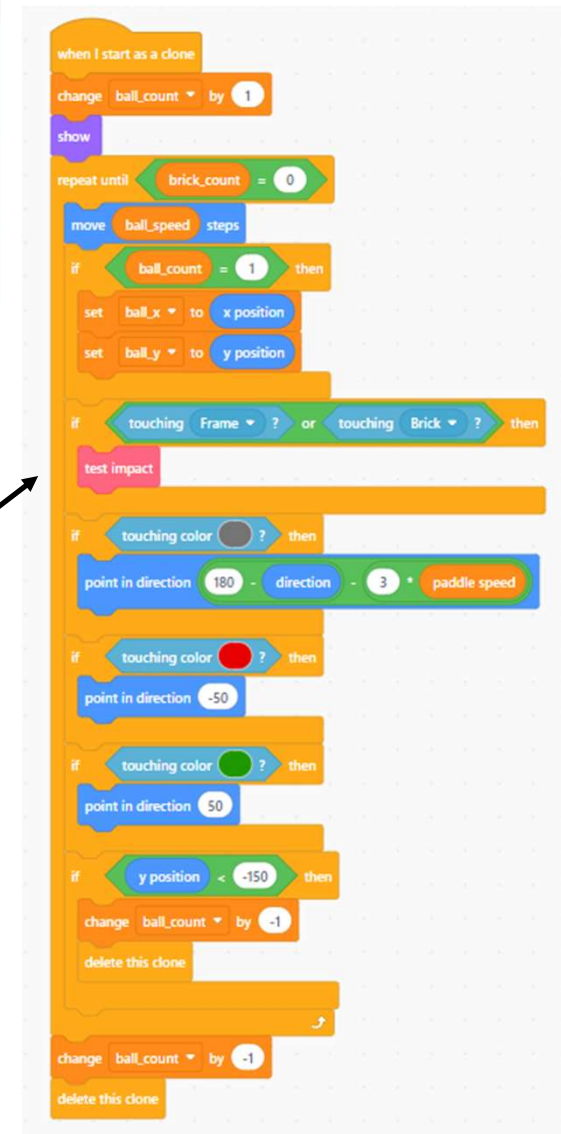 when I start as a clone
change ball_count by 1
show
repeat until brick_count = 0
move ball_speed steps
if ball_count = 1 then
set ball_x to x position
set ball_y to y position
if touching Frame ? or touching Brick ? then
test impact
if touching color ? then
point in direction 180 - direction - 3 * paddle speed
if touching color ? then
point in direction -50
if touching color ? then
point in direction 50
if y position < -150 then
change ball_count by -1
delete this clone
change ball_count by -1
delete this clone